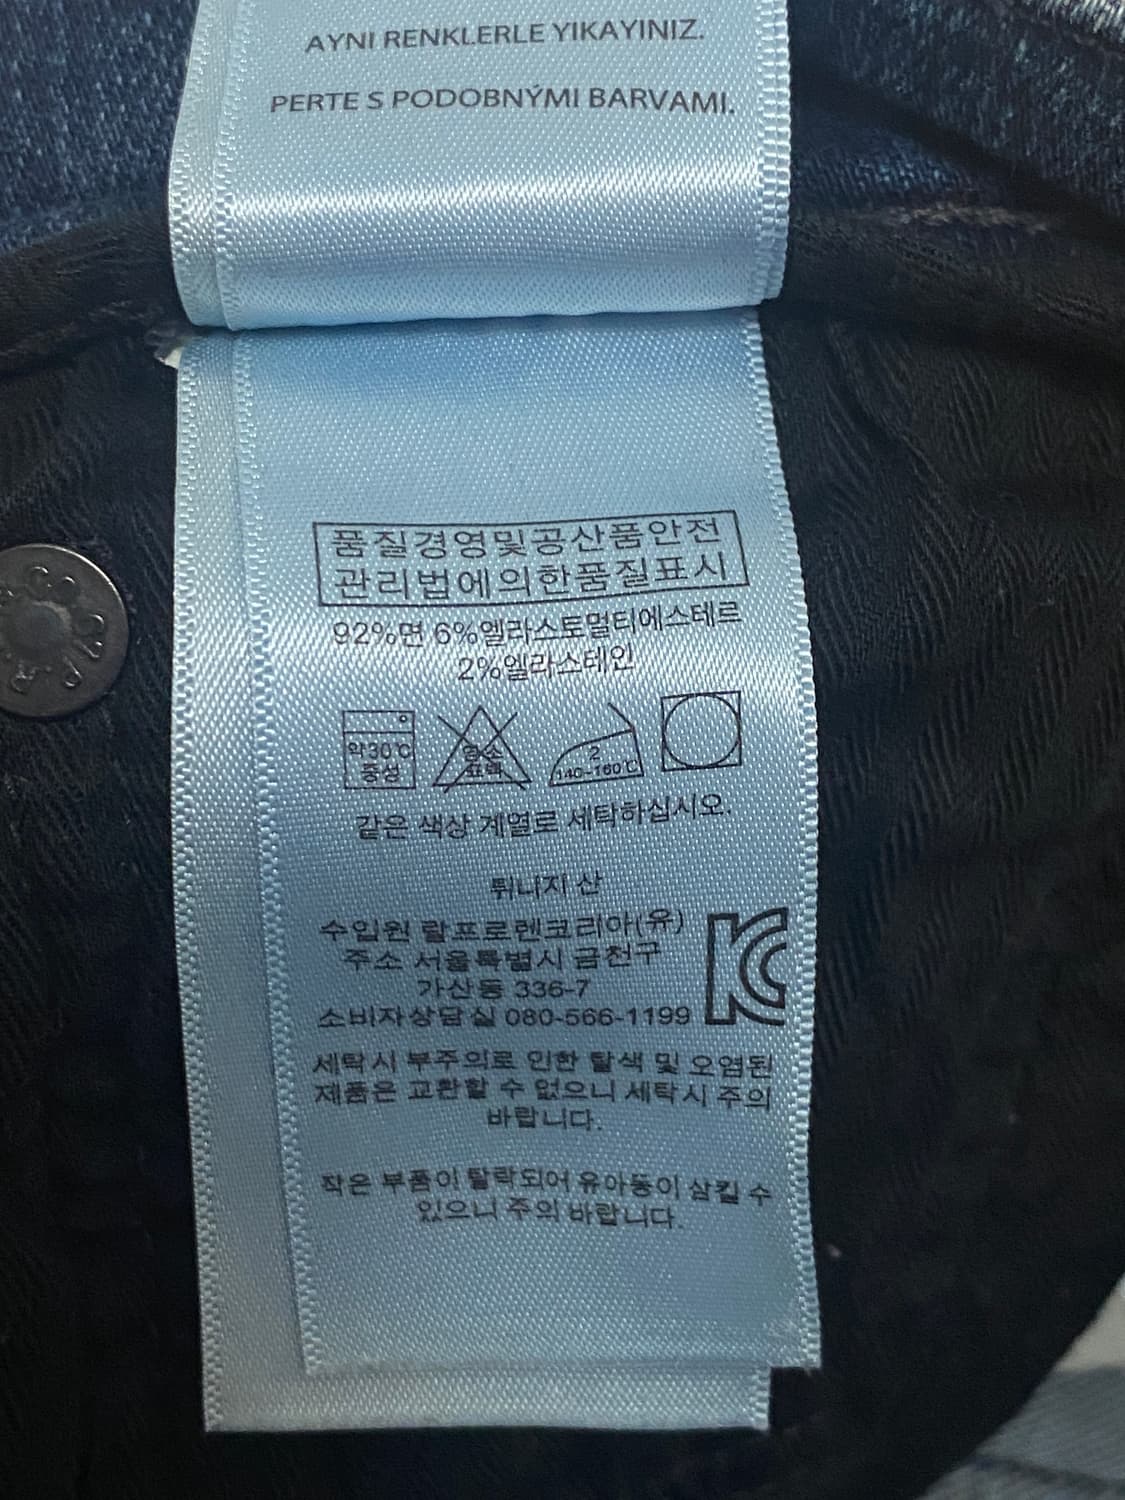 AYNI RENKLERLE YIKAYINIZ.
PERTE S PODOBNÝMI BARVAMI.
품질경영및공산품안전
관리법에의한품질표시
92%면 6%엘라스토멀티에스테르
2%엘라스테인
약30℃
중성
염소
표백
2
140~160℃
같은 색상 계열로 세탁하십시오.
튀니지 산
수입원 랄프로렌코리아(유)
주소 서울특별시 금천구
가산동 336-7
소비자상담실 080-566-1199
KC
세탁시 부주의로 인한 탈색 및 오염된
제품은 교환할 수 없으니 세탁시 주의
바랍니다.
작은 부품이 탈락되어 유아동이 삼킬 수
있으니 주의 바랍니다.